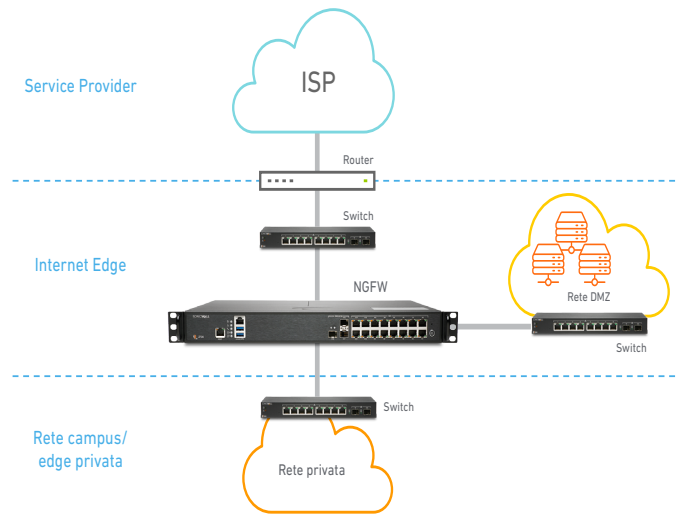 ISP
Service Provider
Router
Switch
Internet Edge
NGFW
Rete DMZ
Switch
Switch
Rete campus/
edge privata
Rete privata